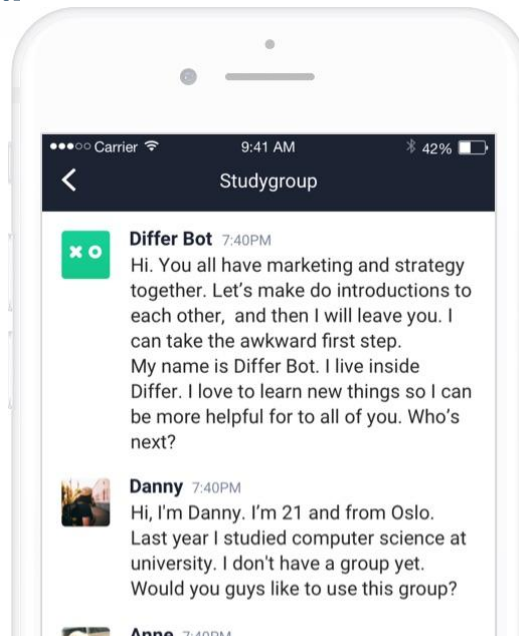 Carrier 9:41 AM 42%
Studygroup
Differ Bot 7:40PM
Hi. You all have marketing and strategy
together. Let's make do introductions to
each other, and then I will leave you. I
can take the awkward first step.
My name is Differ Bot. I live inside
Differ. I love to learn new things so I can
be more helpful for to all of you. Who's
next?
Danny 7:40PM
Hi, I'm Danny. I'm 21 and from Oslo.
Last year I studied computer science at
university. I don't have a group yet.
Would you guys like to use this group?
Anne 7:40PM